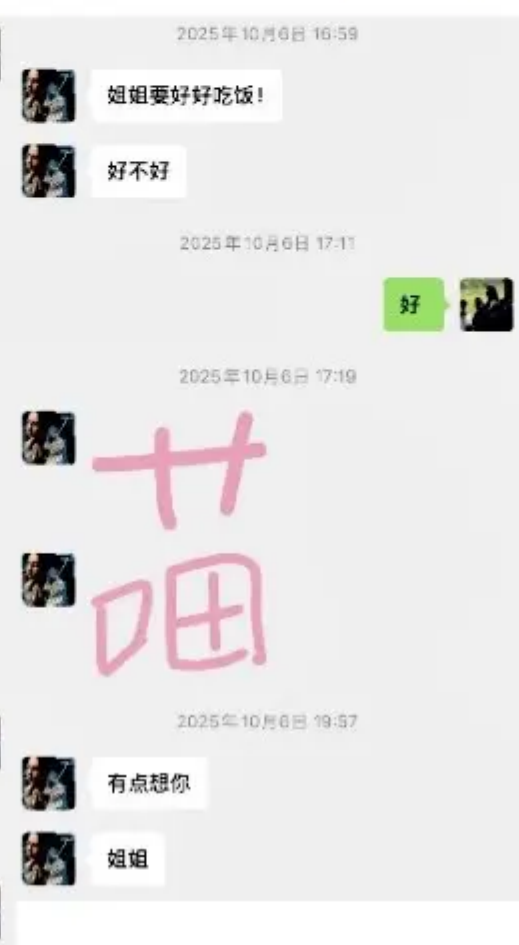 2025年10月6日 16:59
姐姐要好好吃饭！
好不好
2025年10月6日 17:11
好
2025年10月6日 17:19
艹
口田
2025年10月6日 19:57
有点想你
姐姐